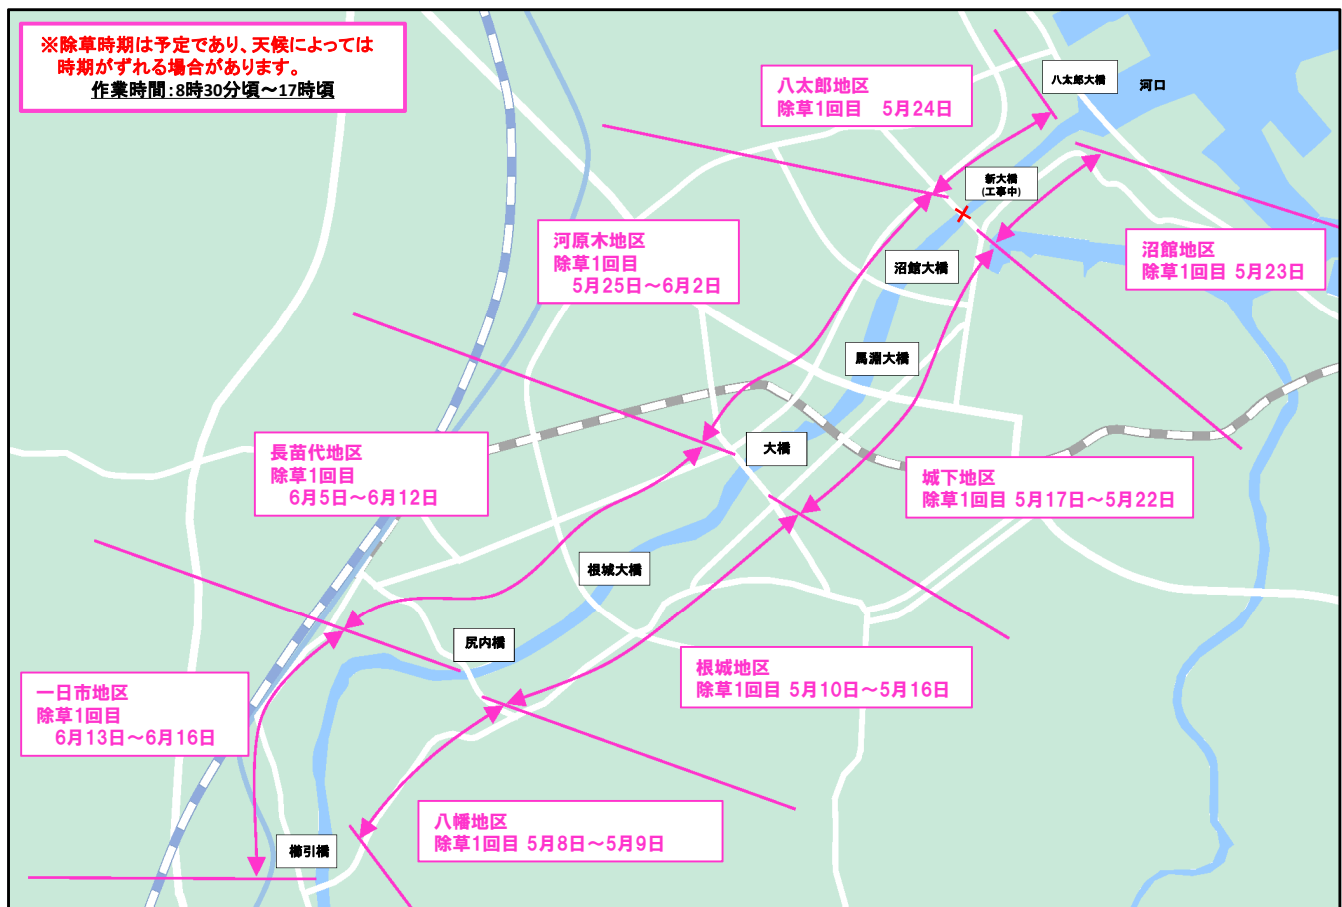 ※除草時期は予定であり、天候によっては
時期がずれる場合があります。
作業時間:8時30分頃～17時頃
八太郎地区
除草1回目 5月24日
八太郎大橋
河口
新大橋
(工事中)
河原木地区
除草1回目
5月25日～6月2日
沼館大橋
沼館地区
除草1回目 5月23日
馬淵大橋
長苗代地区
除草1回目
6月5日～6月12日
大橋
城下地区
除草1回目 5月17日～5月22日
根城大橋
尻内橋
根城地区
除草1回目 5月10日～5月16日
一日市地区
除草1回目
6月13日～6月16日
八幡地区
除草1回目 5月8日～5月9日
櫛引橋